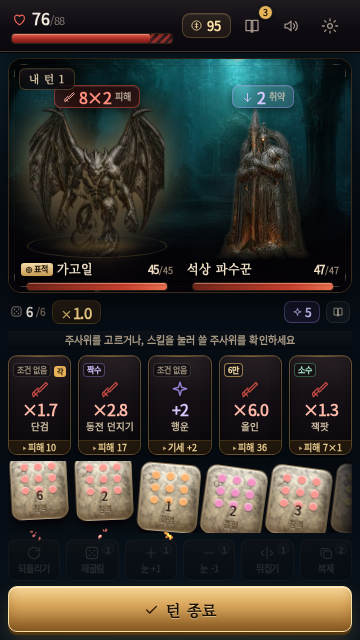 76/88
95
3
내 턴 1
8×2 피해
2 취약
표적 가고일 45/45
석상 파수꾼 47/47
6/6
×1.0
5
주사위를 고르거나, 스킬을 눌러 쓸 주사위를 확인하세요
조건 없음 각
×1.7
단검
▸피해 10
짝수
×2.8
동전 던지기
▸피해 17
조건 없음
+2
행운
▸기세 +2
6만
×6.0
올인
▸피해 36
소수
×1.3
잭팟
▸피해 7×1
6
2
1
2
3
되돌리기
재굴림 1
눈 +1 1
눈 -1 1
뒤집기 1
복제 2
턴 종료